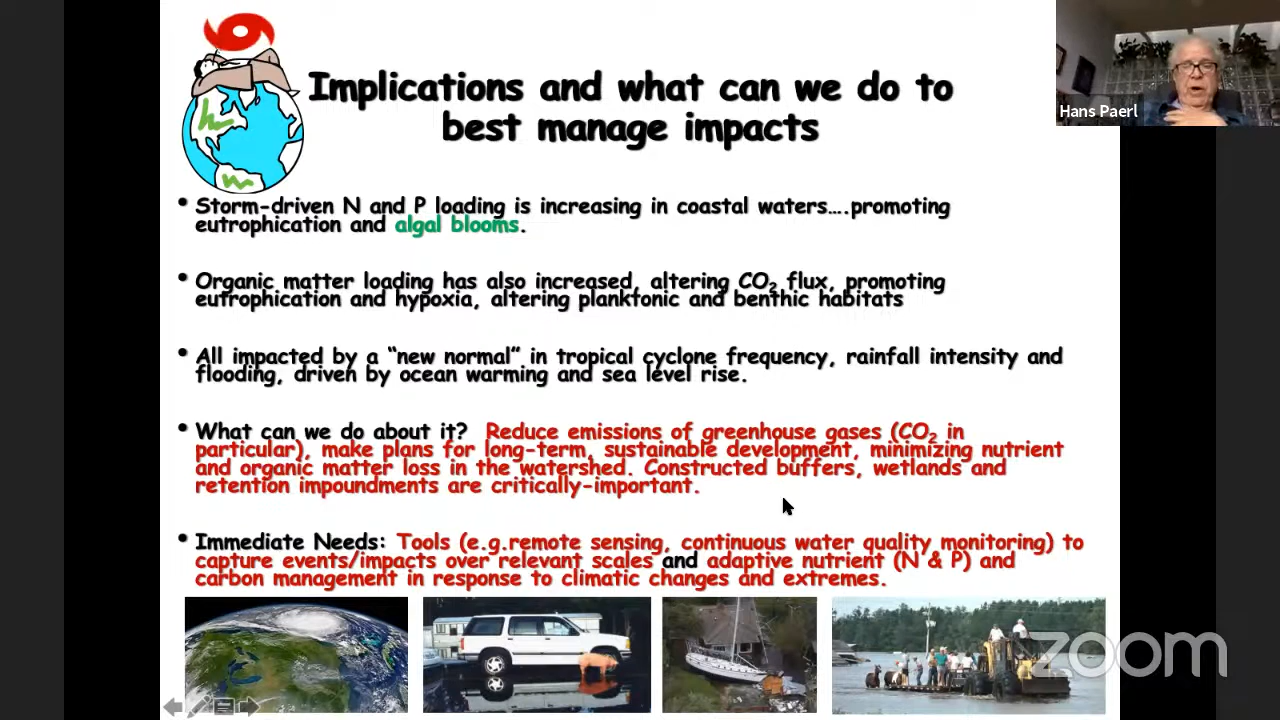 Implications and what can we do to
best manage impacts
Hans Paerl
• Storm-driven N and P loading is increasing in coastal waters….promoting
eutrophication and algal blooms.
• Organic matter loading has also increased, altering CO₂ flux, promoting
eutrophication and hypoxia, altering planktonic and benthic habitats
• All impacted by a “new normal” in tropical cyclone frequency, rainfall intensity and
flooding, driven by ocean warming and sea level rise.
• What can we do about it? Reduce emissions of greenhouse gases (CO₂ in
particular), make plans for long-term, sustainable development, minimizing nutrient
and organic matter loss in the watershed. Constructed buffers, wetlands and
retention impoundments are critically-important.
• Immediate Needs: Tools (e.g.remote sensing, continuous water quality monitoring) to
capture events/impacts over relevant scales and adaptive nutrient (N & P) and
carbon management in response to climatic changes and extremes.
zoom